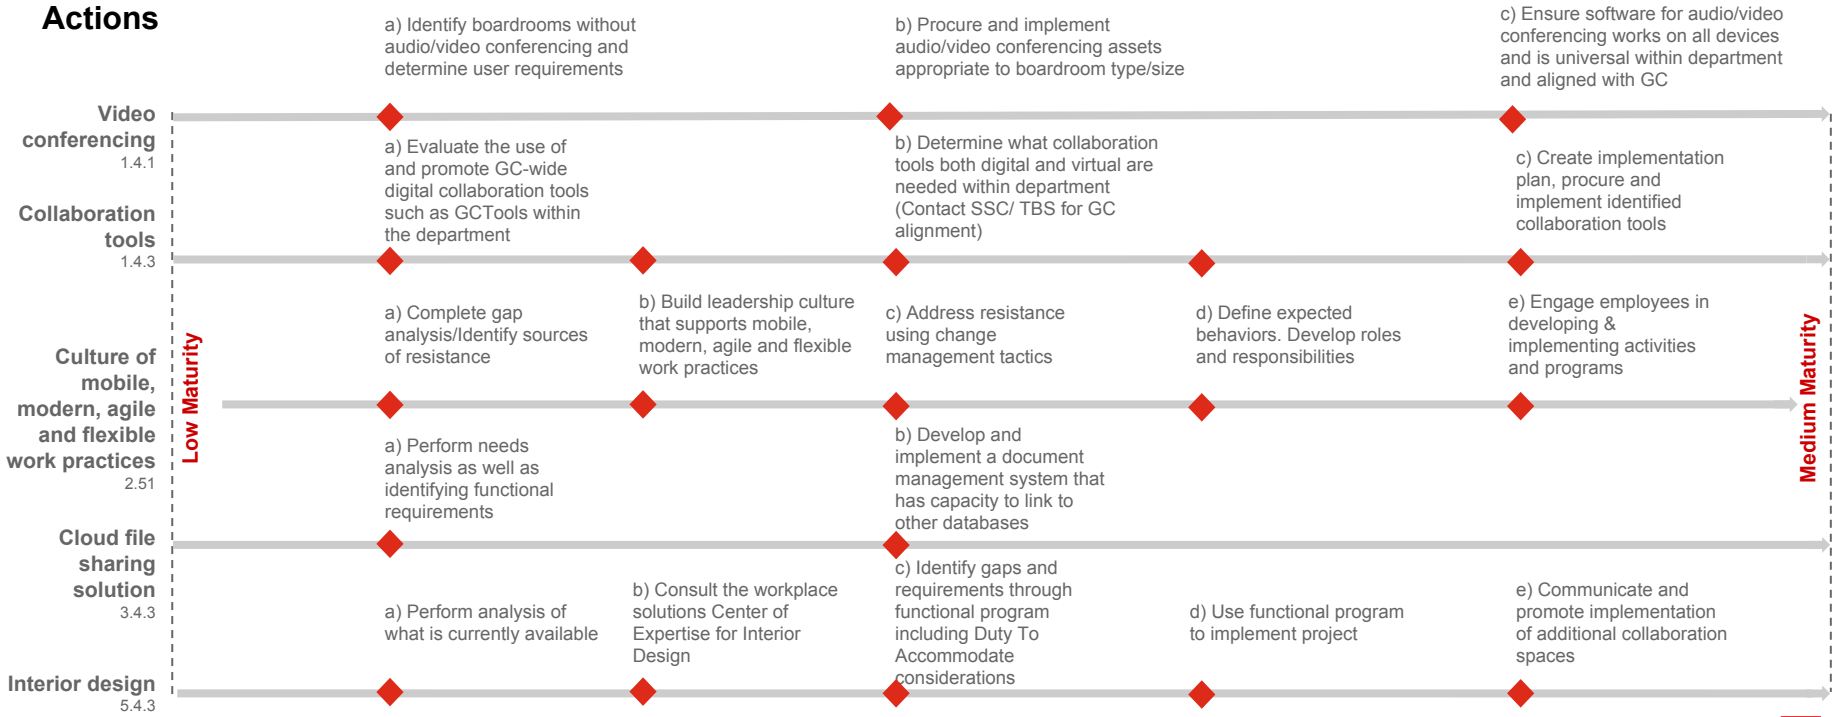 Actions
a) Identify boardrooms without
audio/video conferencing and
determine user requirements
b) Procure and implement
audio/video conferencing assets
appropriate to boardroom type/size
c) Ensure software for audio/video
conferencing works on all devices
and is universal within department
and aligned with GC
Video
conferencing
1.4.1
a) Evaluate the use of
and promote GC-wide
digital collaboration tools
such as GCTools within
the department
b) Determine what collaboration
tools both digital and virtual are
needed within department
(Contact SSC/ TBS for GC
alignment)
c) Create implementation
plan, procure and
implement identified
collaboration tools
Collaboration
tools
1.4.3
a) Complete gap
analysis/Identify sources
of resistance
b) Build leadership culture
that supports mobile,
modern, agile and flexible
work practices
c) Address resistance
using change
management tactics
d) Define expected
behaviors. Develop roles
and responsibilities
e) Engage employees in
developing &
implementing activities
and programs
Culture of
mobile,
modern, agile
and flexible
work practices
2.51
Low Maturity
Medium Maturity
a) Perform needs
analysis as well as
identifying functional
requirements
b) Develop and
implement a document
management system that
has capacity to link to
other databases
Cloud file
sharing
solution
3.4.3
a) Perform analysis of
what is currently available
b) Consult the workplace
solutions Center of
Expertise for Interior
Design
c) Identify gaps and
requirements through
functional program
including Duty To
Accommodate
considerations
d) Use functional program
to implement project
e) Communicate and
promote implementation
of additional collaboration
spaces
Interior design
5.4.3